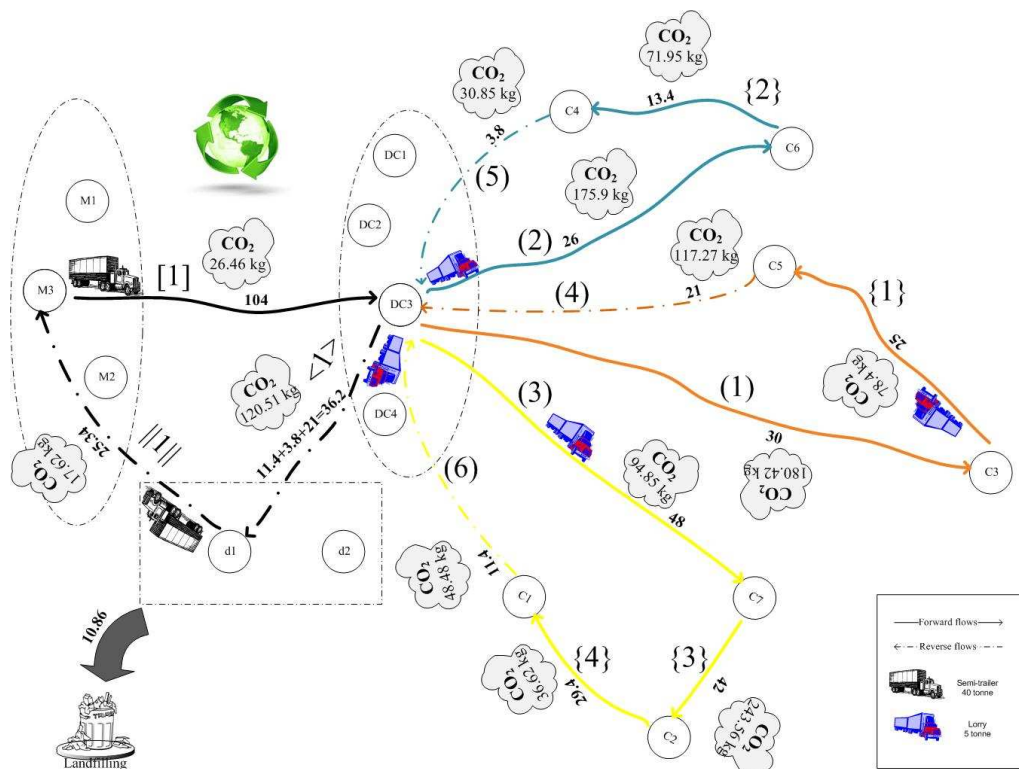 CO₂
71.95 kg
CO₂
30.85 kg
13.4
{2}
C4
C6
3.8
DC1
(5)
CO₂
175.9 kg
M1
DC2
CO₂
26.46 kg
(2)
26
CO₂
117.27 kg
C5
[1]
M3
104
DC3
(4)
21
{1}
25
CO₂
78.4 kg
M2
<1>
CO₂
120.51 kg
11.4+3.8+21=36.2
DC4
(1)
30
(3)
C3
25.34
||1||
CO₂
17.62 kg
(6)
CO₂
94.85 kg
CO₂
180.42 kg
48
d1
d2
11.4
CO₂
48.48 kg
C1
C7
10.86
{4}
29.4
CO₂
36.62 kg
{3}
42
C2
CO₂
243.56 kg
Forward flows
Reverse flows
Semi-trailer
40 tonne
Lorry
5 tonne
TRASH
Landfilling